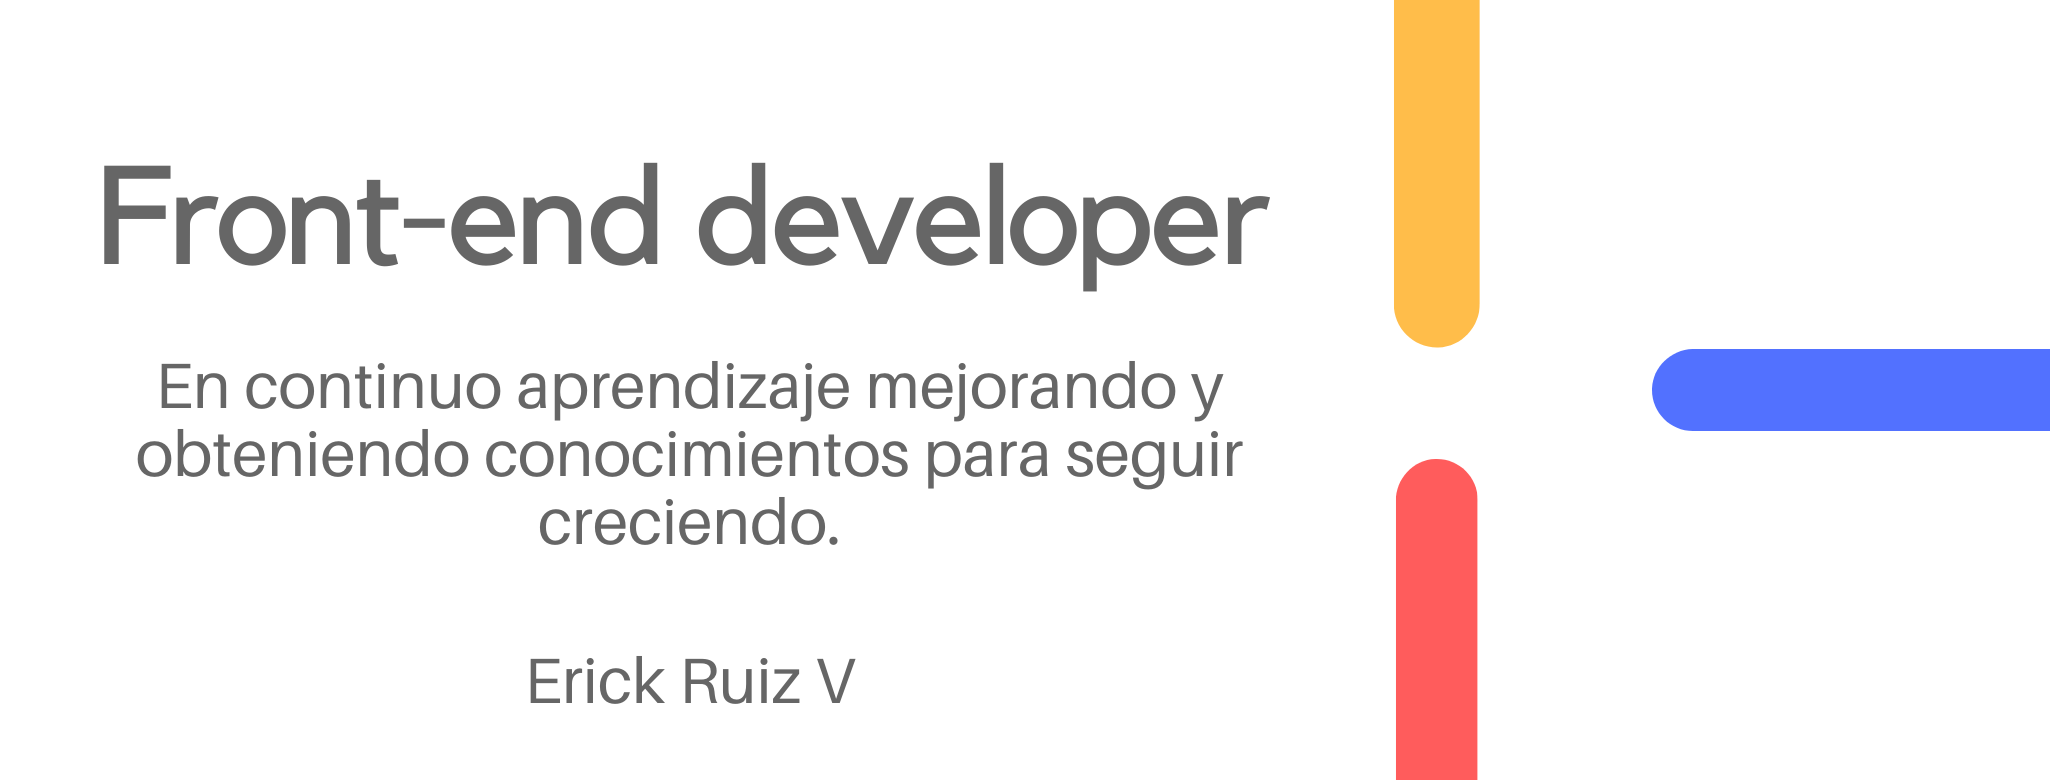 Front-end developer
En continuo aprendizaje mejorando y
obteniendo conocimientos para seguir
creciendo.
Erick Ruiz V